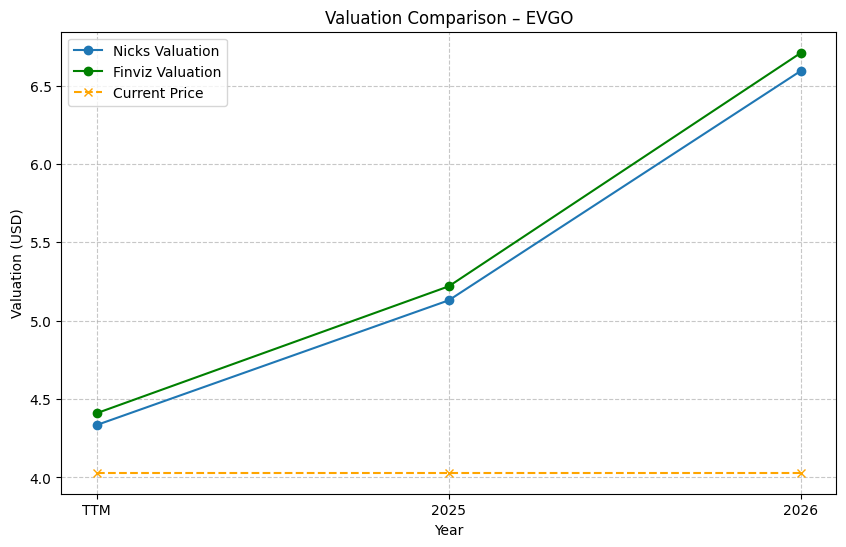 Valuation Comparison – EVGO
Nicks Valuation
Finviz Valuation
Current Price
Valuation (USD)
6.5
6.0
5.5
5.0
4.5
4.0
TTM
2025
2026
Year